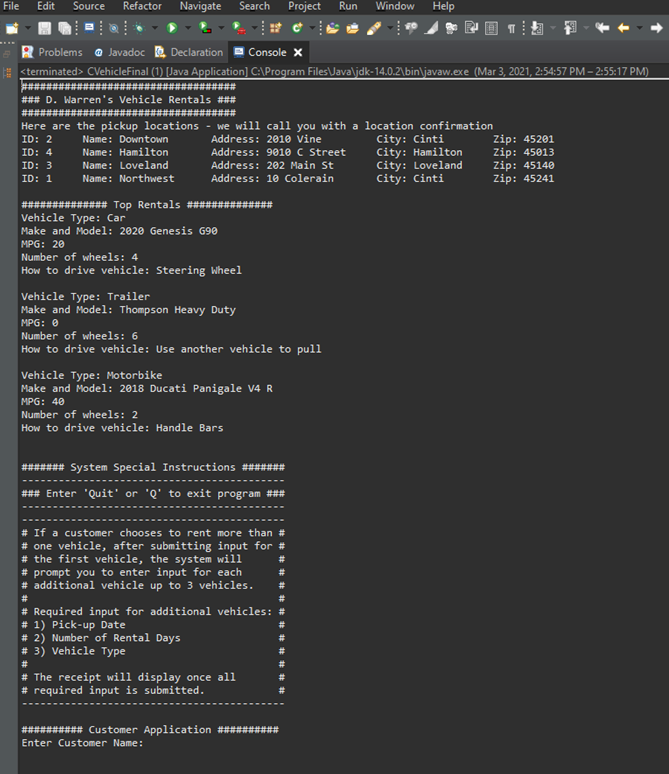 File Edit Source Refactor Navigate Search Project Run Window Help
Problems Javadoc Declaration Console
<terminated> CVehicleFinal (1) [Java Application] C:\Program Files\Java\jdk-14.0.2\bin\javaw.exe (Mar 3, 2021, 2:54:57 PM – 2:55:17 PM)
###################################
### D. Warren's Vehicle Rentals ###
###################################
Here are the pickup locations - we will call you with a location confirmation
ID: 2 Name: Downtown Address: 2010 Vine City: Cinti Zip: 45201
ID: 4 Name: Hamilton Address: 9010 C Street City: Hamilton Zip: 45013
ID: 3 Name: Loveland Address: 202 Main St City: Loveland Zip: 45140
ID: 1 Name: Northwest Address: 10 Colerain City: Cinti Zip: 45241
############## Top Rentals ##############
Vehicle Type: Car
Make and Model: 2020 Genesis G90
MPG: 20
Number of wheels: 4
How to drive vehicle: Steering Wheel
Vehicle Type: Trailer
Make and Model: Thompson Heavy Duty
MPG: 0
Number of wheels: 6
How to drive vehicle: Use another vehicle to pull
Vehicle Type: Motorbike
Make and Model: 2018 Ducati Panigale V4 R
MPG: 40
Number of wheels: 2
How to drive vehicle: Handle Bars
####### System Special Instructions #######
-------------------------------------------
### Enter 'Quit' or 'Q' to exit program ###
-------------------------------------------
-------------------------------------------
# If a customer chooses to rent more than #
# one vehicle, after submitting input for #
# the first vehicle, the system will #
# prompt you to enter input for each #
# additional vehicle up to 3 vehicles. #
# #
# Required input for additional vehicles: #
# 1) Pick-up Date #
# 2) Number of Rental Days #
# 3) Vehicle Type #
# #
# The receipt will display once all #
# required input is submitted. #
-------------------------------------------
########## Customer Application ##########
Enter Customer Name: